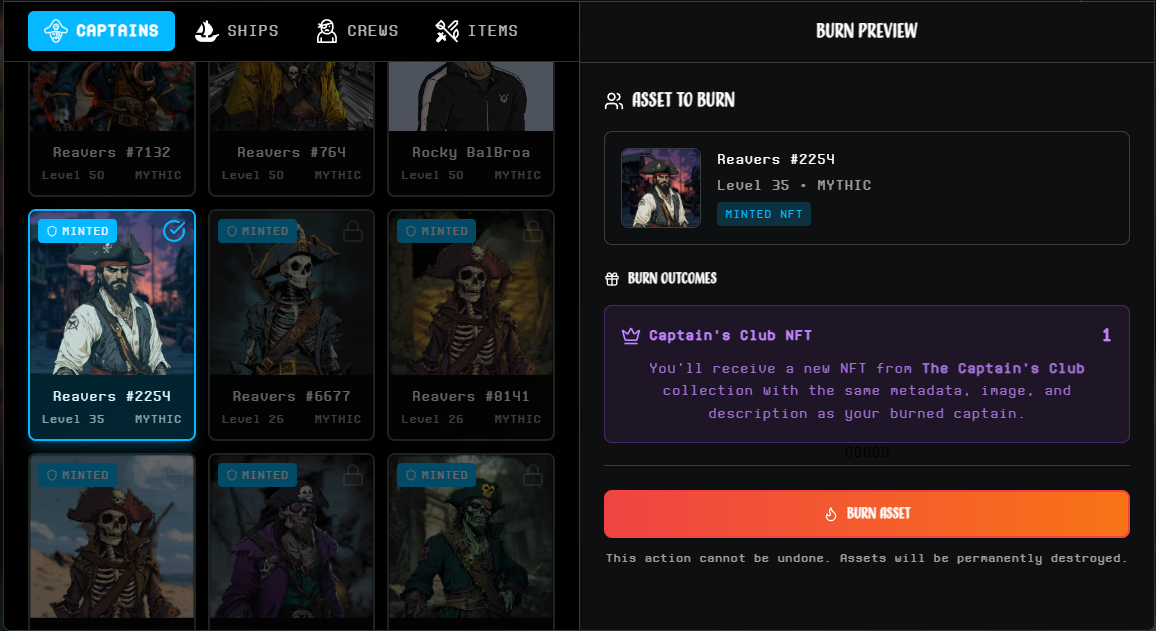 CAPTAINS
SHIPS
CREWS
ITEMS
Reavers #7132
Level 50 MYTHIC
Reavers #764
Level 50 MYTHIC
Rocky BalBroa
Level 50 MYTHIC
MINTED
Reavers #2254
Level 35 MYTHIC
MINTED
Reavers #6677
Level 26 MYTHIC
MINTED
Reavers #8141
Level 26 MYTHIC
MINTED
MINTED
MINTED
BURN PREVIEW
ASSET TO BURN
Reavers #2254
Level 35 • MYTHIC
MINTED NFT
BURN OUTCOMES
Captain's Club NFT 1
You'll receive a new NFT from The Captain's Club
collection with the same metadata, image, and
description as your burned captain.
00000
BURN ASSET
This action cannot be undone. Assets will be permanently destroyed.